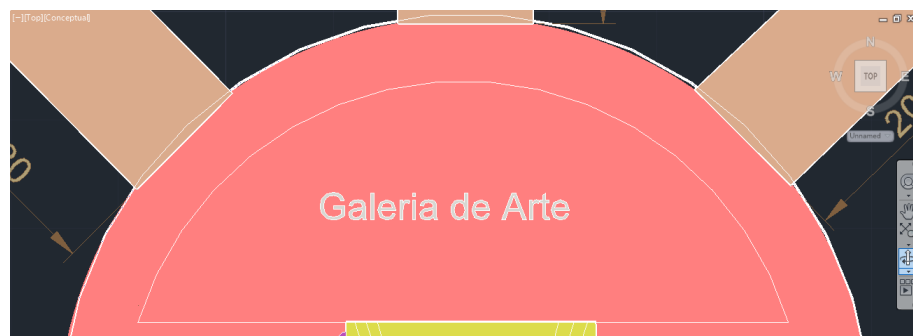 [−][Top][Conceptual]
N
W
TOP
E
S
Unnamed
20
Galeria de Arte